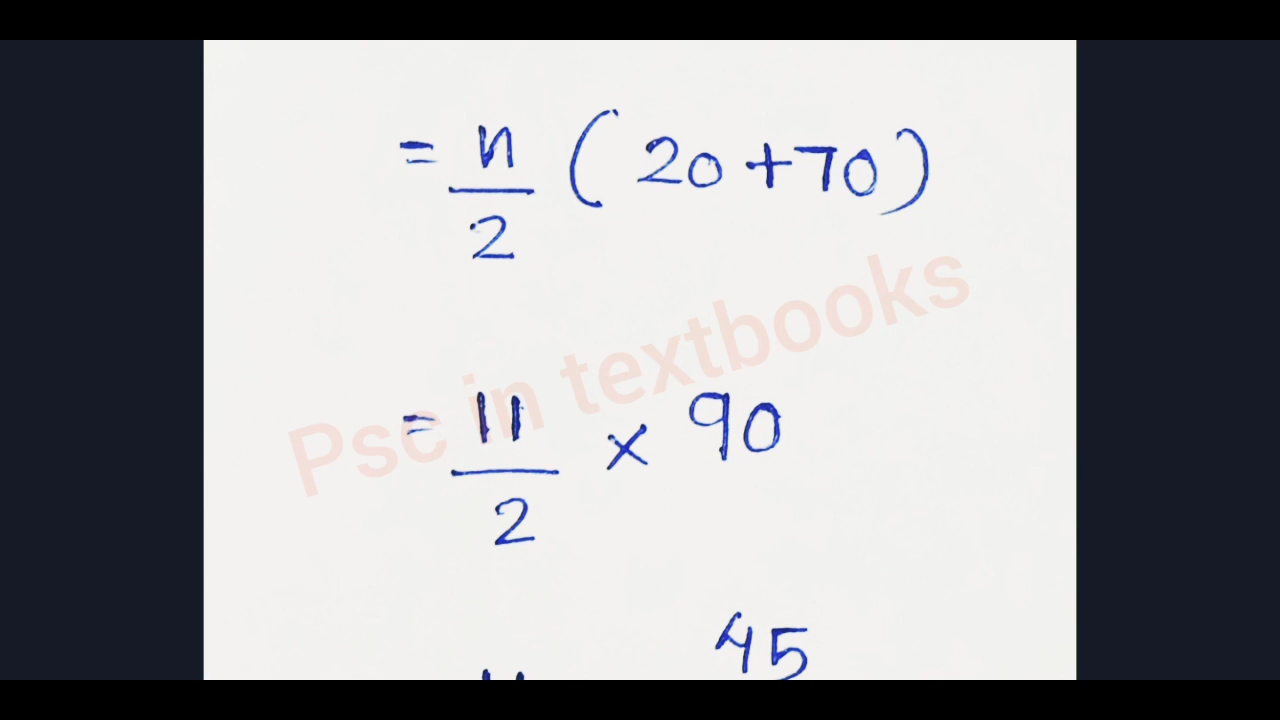 = n/2 (20+70)
Psc in textbooks
= 11/2 × 90
45